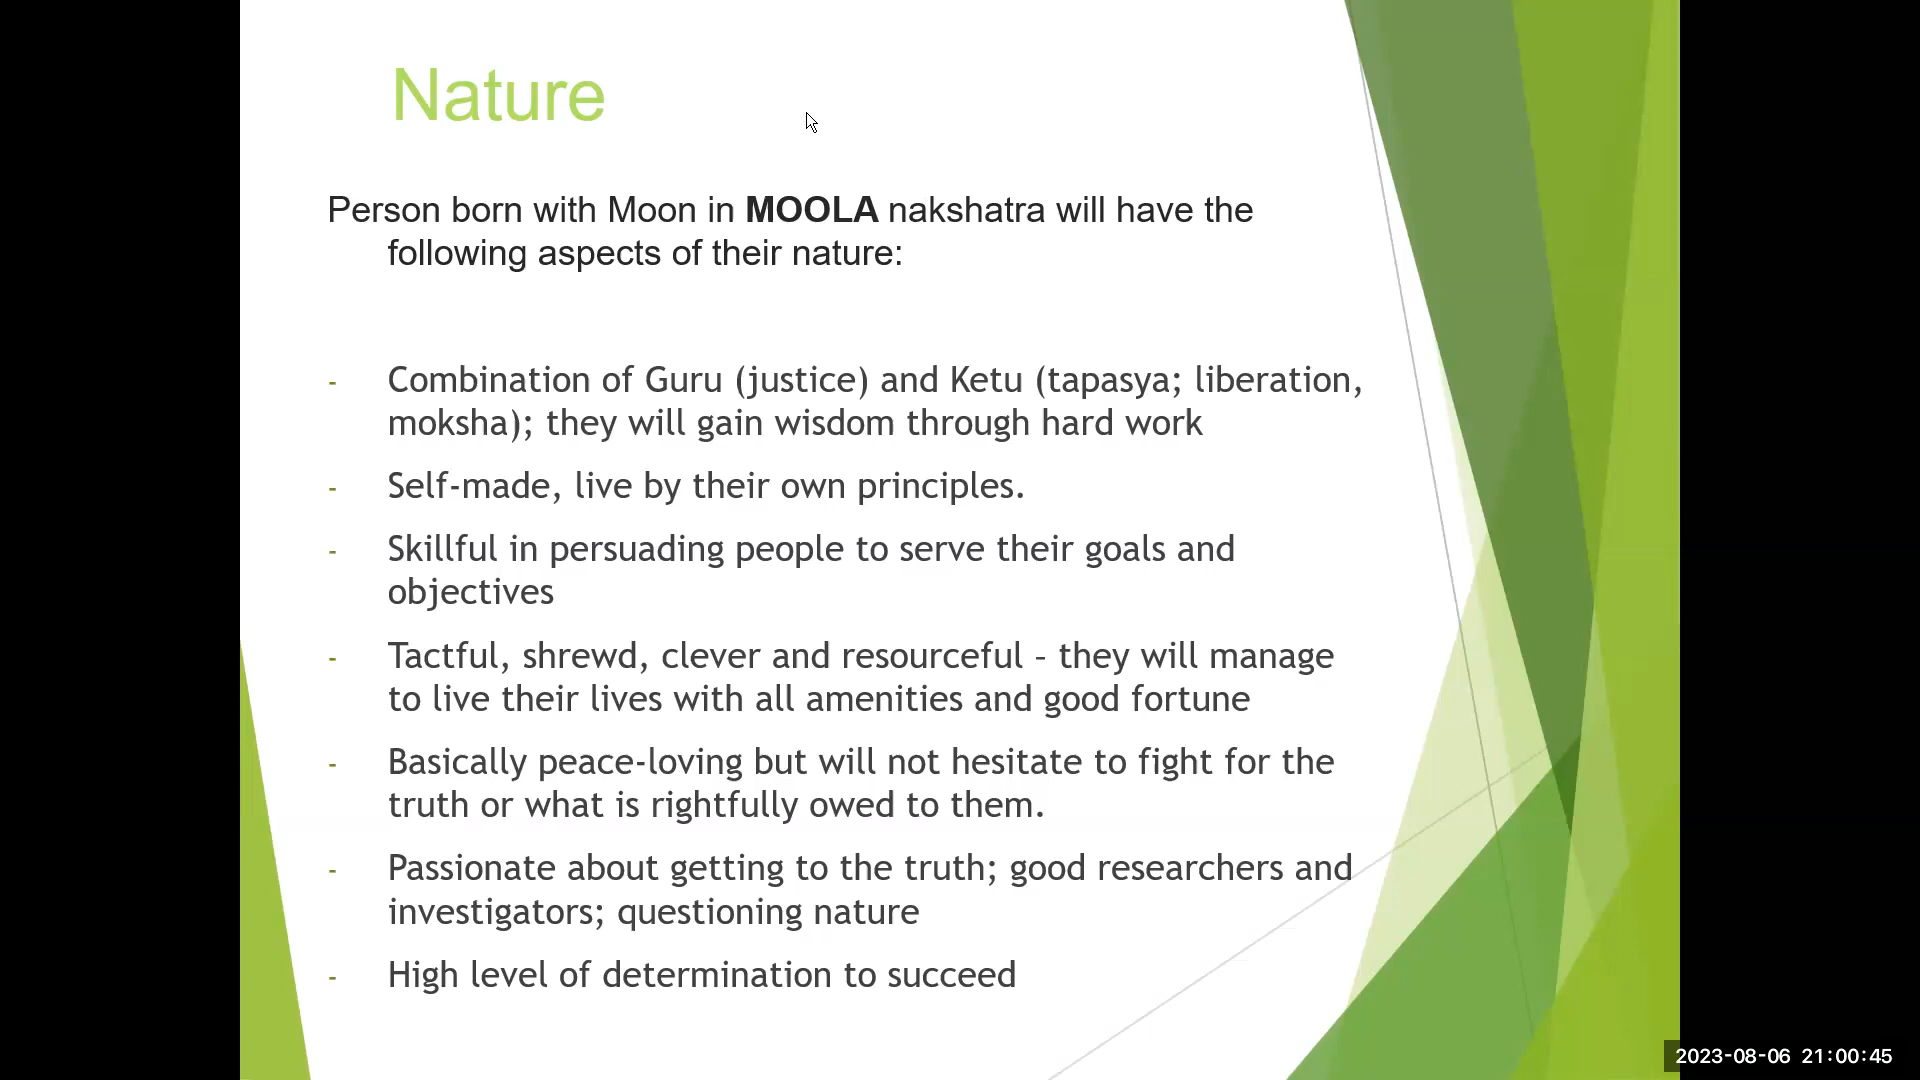 Nature
Person born with Moon in MOOLA nakshatra will have the
following aspects of their nature:
- Combination of Guru (justice) and Ketu (tapasya; liberation,
moksha); they will gain wisdom through hard work
- Self-made, live by their own principles.
- Skillful in persuading people to serve their goals and
objectives
- Tactful, shrewd, clever and resourceful – they will manage
to live their lives with all amenities and good fortune
- Basically peace-loving but will not hesitate to fight for the
truth or what is rightfully owed to them.
- Passionate about getting to the truth; good researchers and
investigators; questioning nature
- High level of determination to succeed
2023-08-06 21:00:45